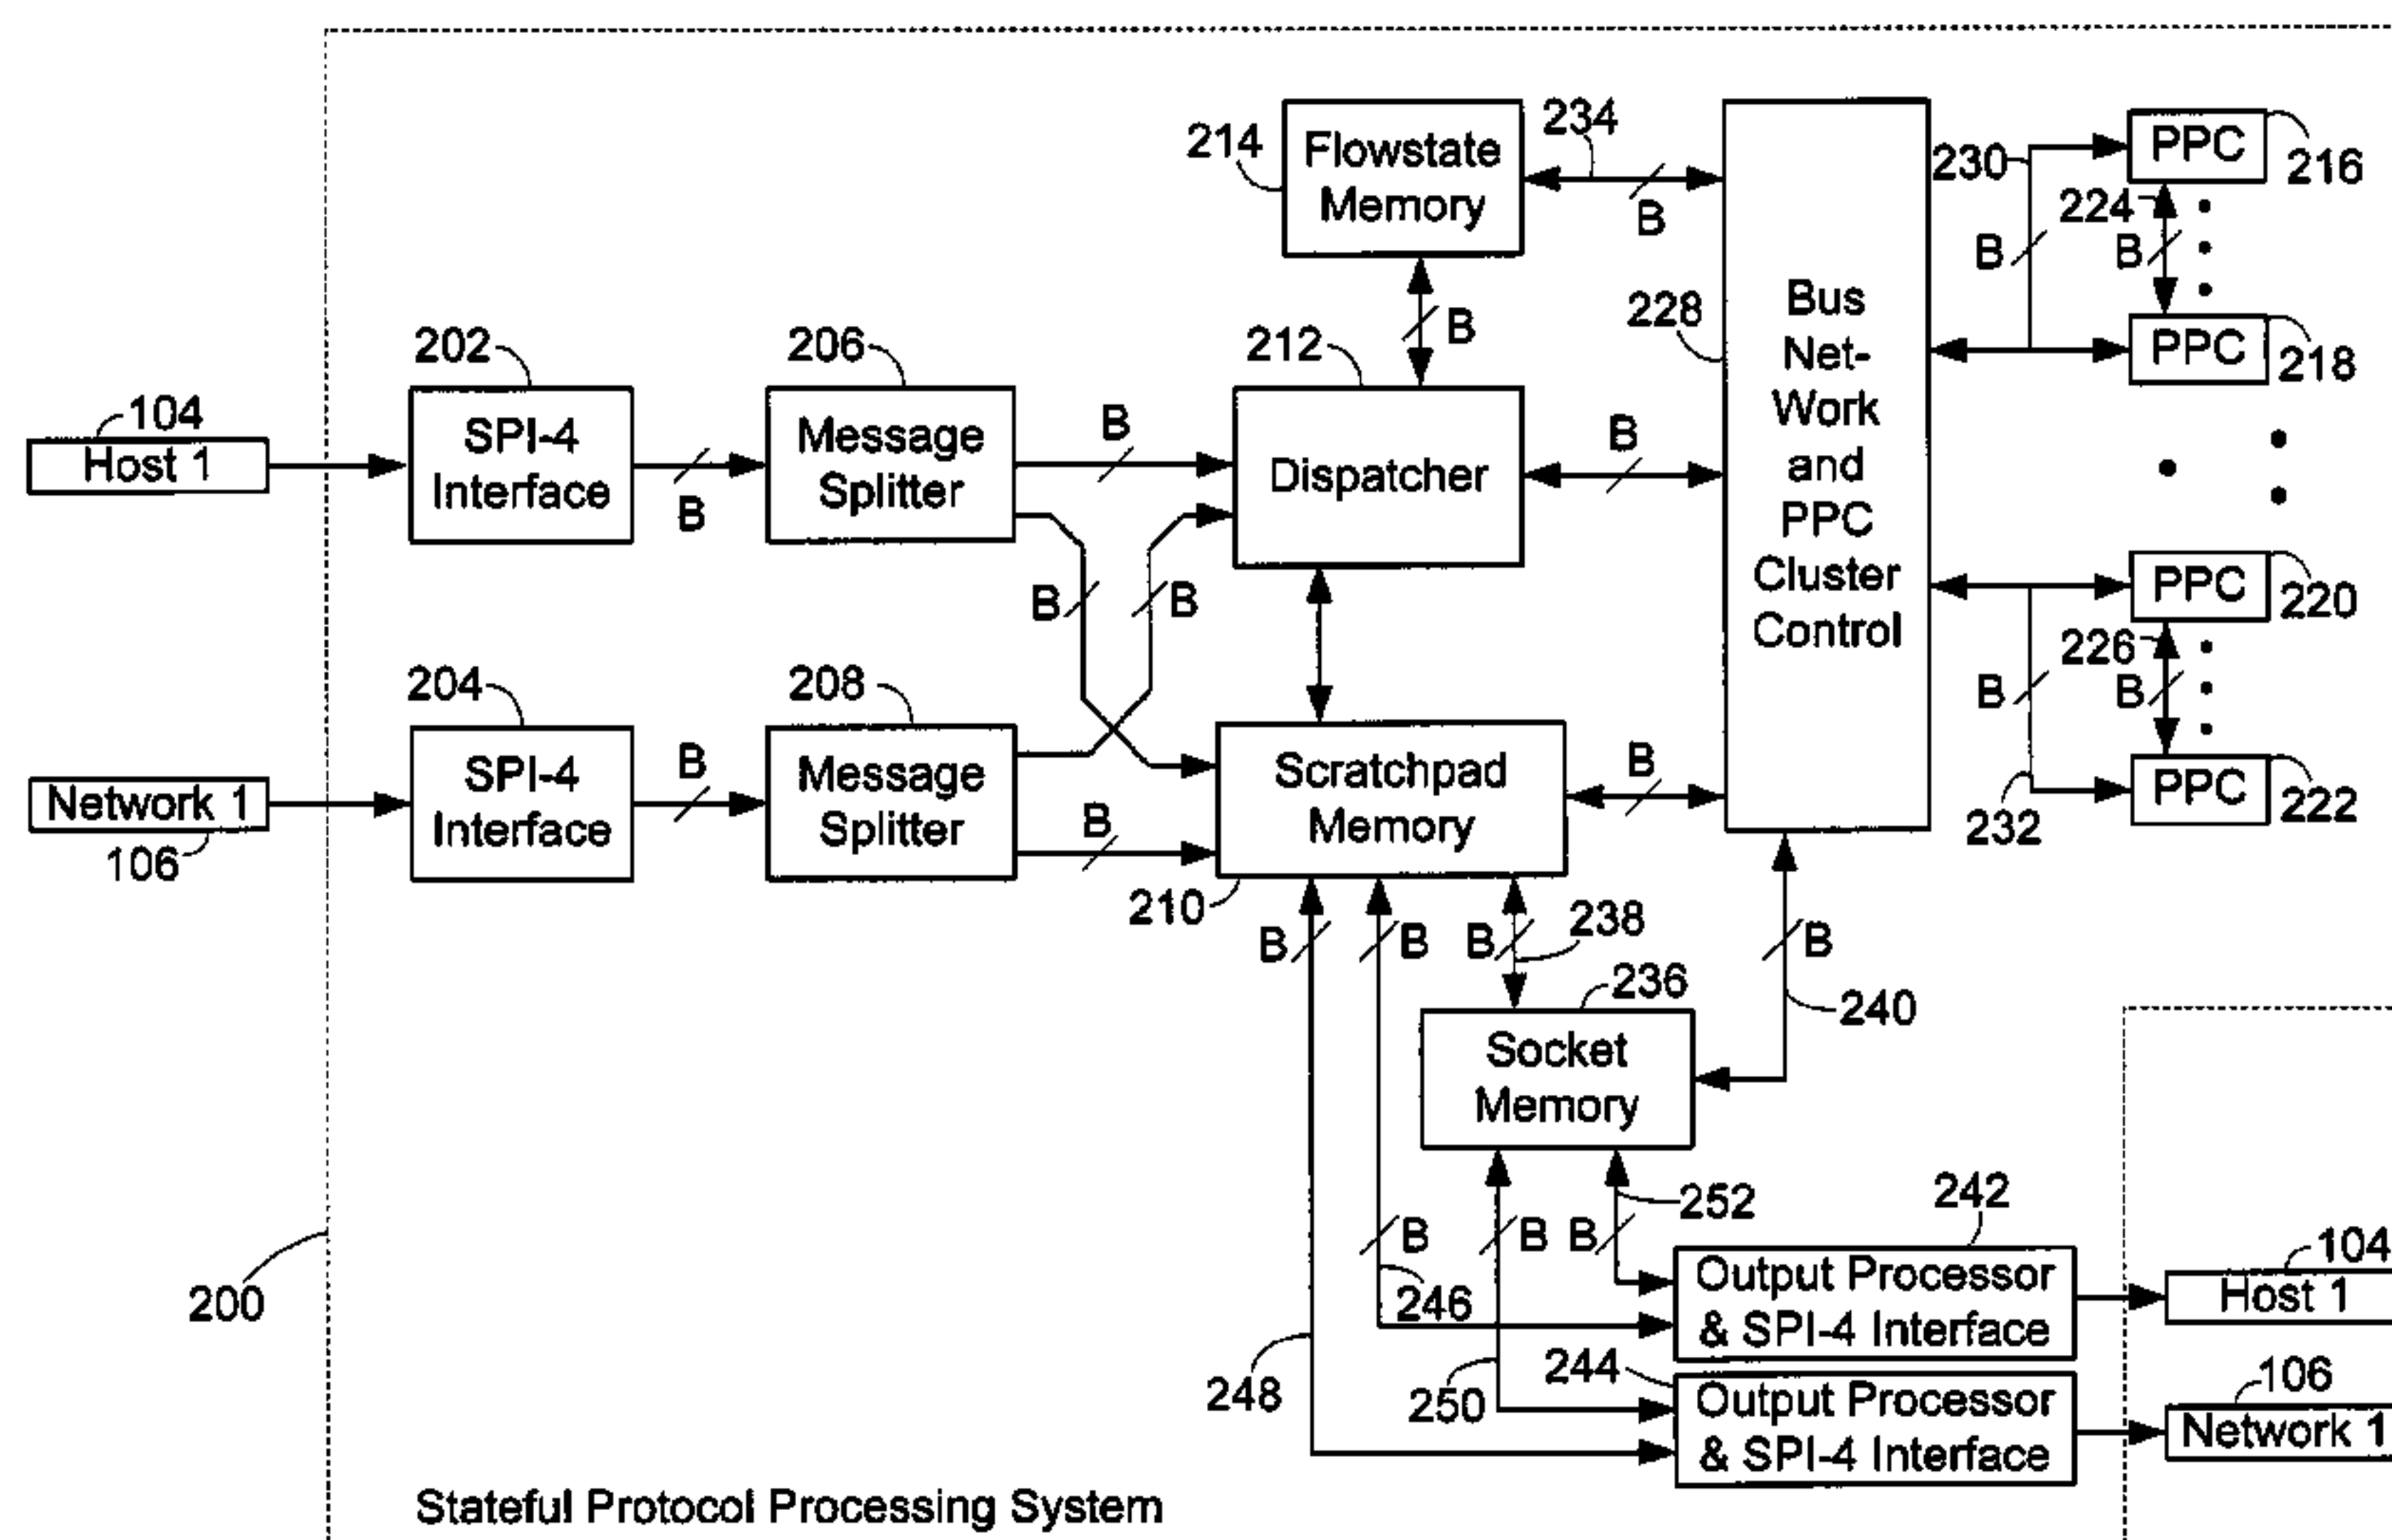 234
214
Flowstate
Memory
B
230
PPC
216
224
B
B
228
B
PPC
218
202
206
212
B
104
Host 1
SPI-4
Interface
B
Message
Splitter
B
Dispatcher
B
Bus
Net-
Work
and
PPC
Cluster
Control
B
B
PPC
220
226
B
B
204
208
Network 1
106
SPI-4
Interface
B
Message
Splitter
B
Scratchpad
Memory
B
232
PPC
222
210
B
B
B
238
B
236
240
Socket
Memory
252
242
B
B
B
200
246
Output Processor
& SPI-4 Interface
104
Host 1
248
250
244
Output Processor
& SPI-4 Interface
106
Network 1
Stateful Protocol Processing System